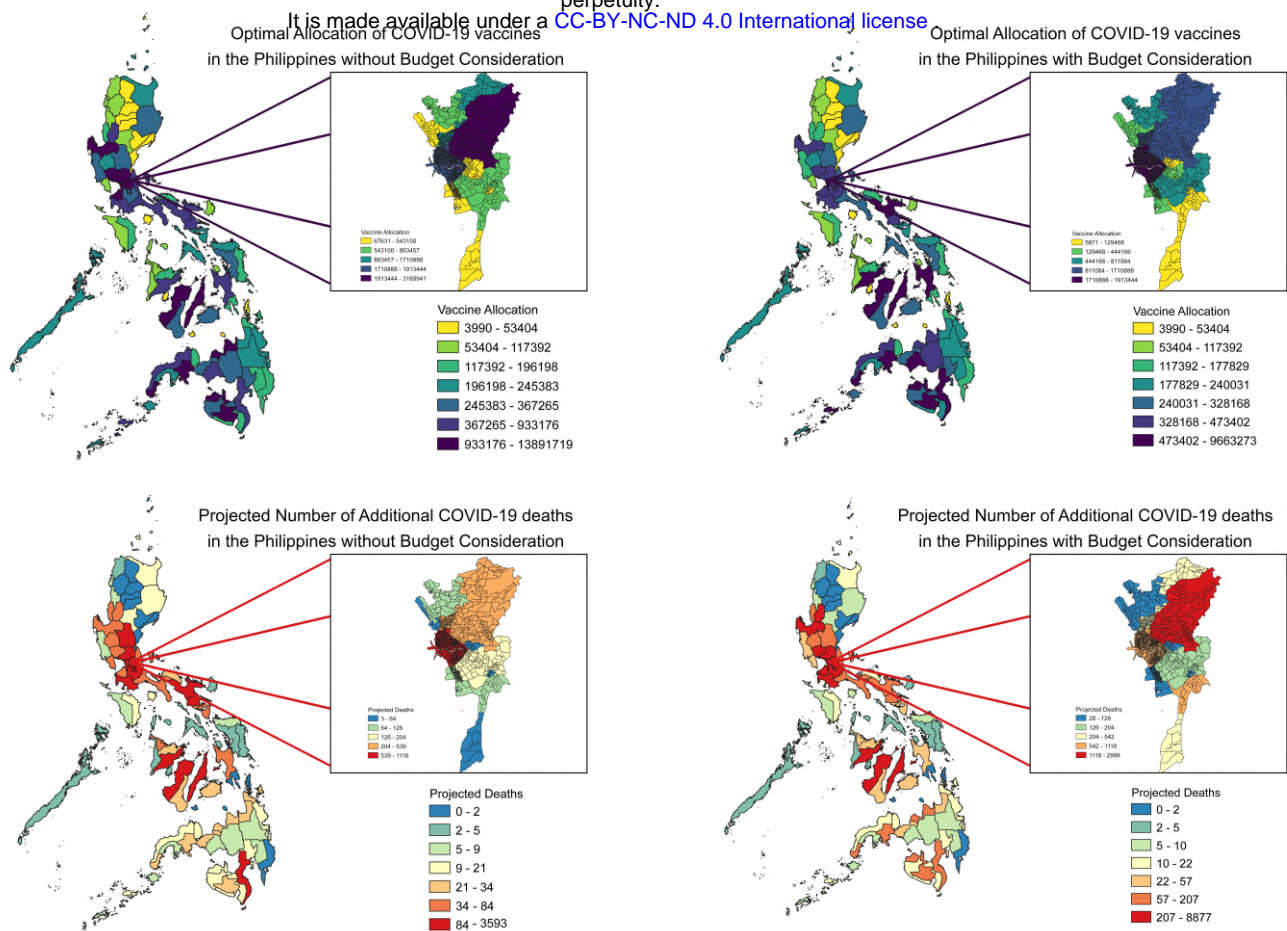 perpetuity.
It is made available under a CC-BY-NC-ND 4.0 International license .
Optimal Allocation of COVID-19 vaccines
in the Philippines without Budget Consideration
Vaccine Allocation
67631 - 543100
543100 - 863457
863457 - 1710888
1710888 - 1913444
1913444 - 3160941
Vaccine Allocation
3990 - 53404
53404 - 117392
117392 - 196198
196198 - 245383
245383 - 367265
367265 - 933176
933176 - 13891719
Optimal Allocation of COVID-19 vaccines
in the Philippines with Budget Consideration
Vaccine Allocation
5871 - 129468
129468 - 444166
444166 - 811084
811084 - 1710888
1710888 - 1913444
Vaccine Allocation
3990 - 53404
53404 - 117392
117392 - 177829
177829 - 240031
240031 - 328168
328168 - 473402
473402 - 9663273
Projected Number of Additional COVID-19 deaths
in the Philippines without Budget Consideration
Projected Deaths
3 - 64
64 - 126
126 - 204
204 - 539
539 - 1118
Projected Deaths
0 - 2
2 - 5
5 - 9
9 - 21
21 - 34
34 - 84
84 - 3593
Projected Number of Additional COVID-19 deaths
in the Philippines with Budget Consideration
Projected Deaths
28 - 126
126 - 204
204 - 542
542 - 1118
1118 - 2999
Projected Deaths
0 - 2
2 - 5
5 - 10
10 - 22
22 - 57
57 - 207
207 - 8877